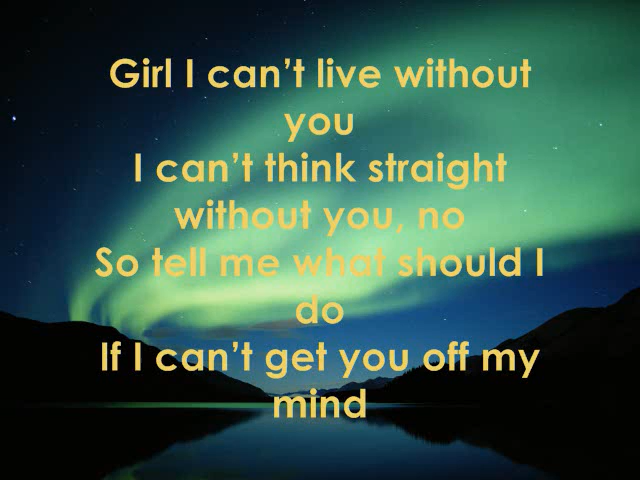 Girl I can’t live without
you
I can’t think straight
without you, no
So tell me what should I
do
If I can’t get you off my
mind